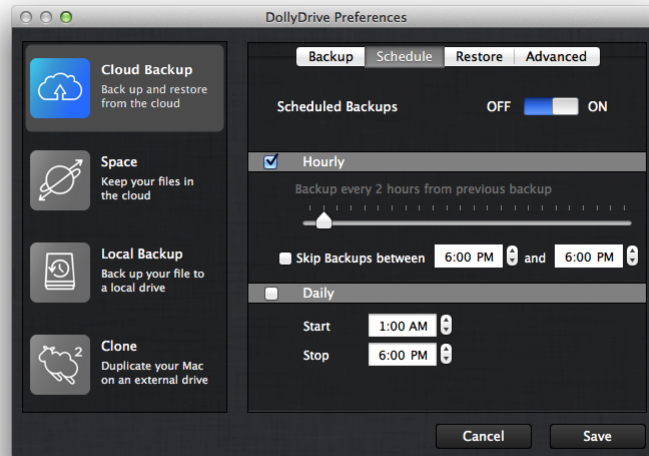 DollyDrive Preferences
Cloud Backup
Back up and restore
from the cloud
Space
Keep your files in
the cloud
Local Backup
Back up your file to
a local drive
Clone
Duplicate your Mac
on an external drive
2
Backup Schedule Restore Advanced
Scheduled Backups OFF ON
Hourly
Backup every 2 hours from previous backup
Skip Backups between 6:00 PM and 6:00 PM
Daily
Start 1:00 AM
Stop 6:00 PM
Cancel Save